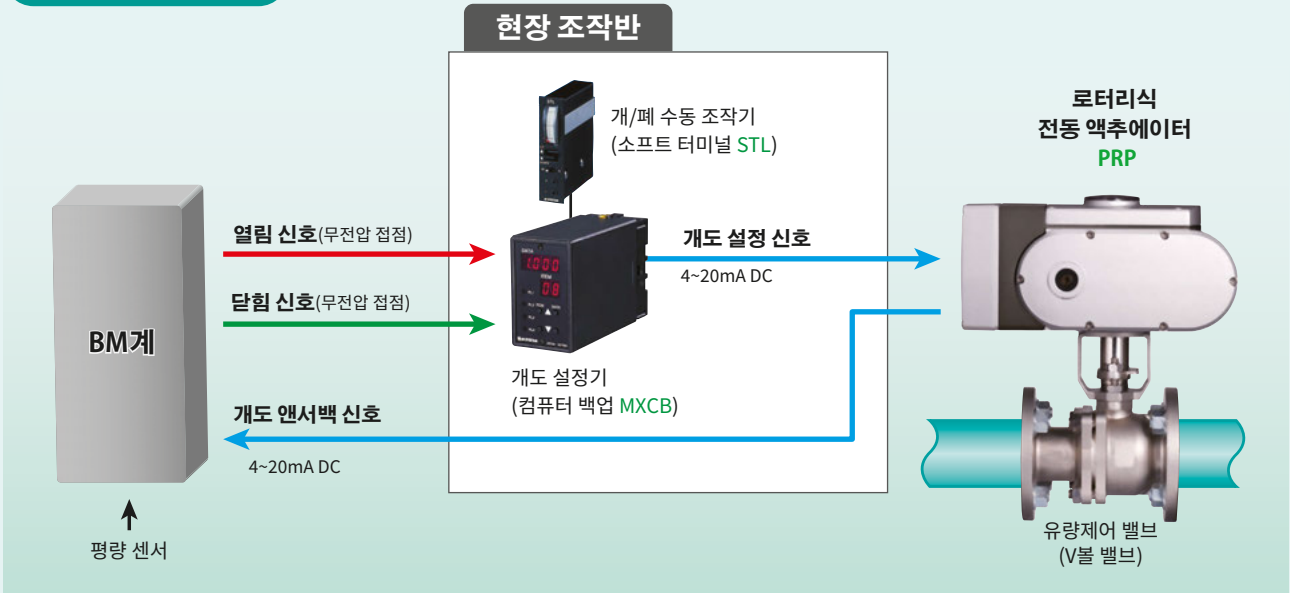 현장 조작반
개/폐 수동 조작기
(소프트 터미널 STL)
로터리식
전동 액추에이터
PRP
열림 신호(무전압 접점)
닫힘 신호(무전압 접점)
BM계
개도 설정 신호
4~20mA DC
1.000
08
개도 설정기
(컴퓨터 백업 MXCB)
개도 앤서백 신호
4~20mA DC
평량 센서
유량제어 밸브
(V볼 밸브)